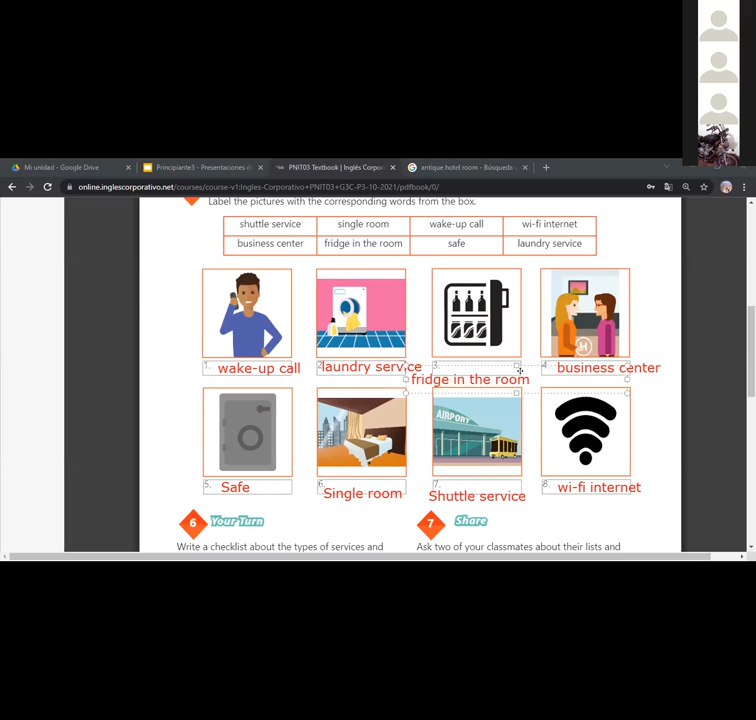 Mi unidad - Google Drive
Principiante3 - Presentaciones d
PNIT03 Textbook | Inglés Corpor
antique hotel room - Búsqueda
online.inglescorporativo.net/courses/course-v1:Ingles-Corporativo+PNIT03+G3C-P3-10-2021/pdfbook/0/
Label the pictures with the corresponding words from the box.
shuttle service single room wake-up call wi-fi internet
business center fridge in the room safe laundry service
AIRPORT
H
1. wake-up call
2. laundry service
3. fridge in the room
4. business center
5. Safe
6. Single room
7. Shuttle service
8. wi-fi internet
6 Your Turn
7 Share
Write a checklist about the types of services and
Ask two of your classmates about their lists and